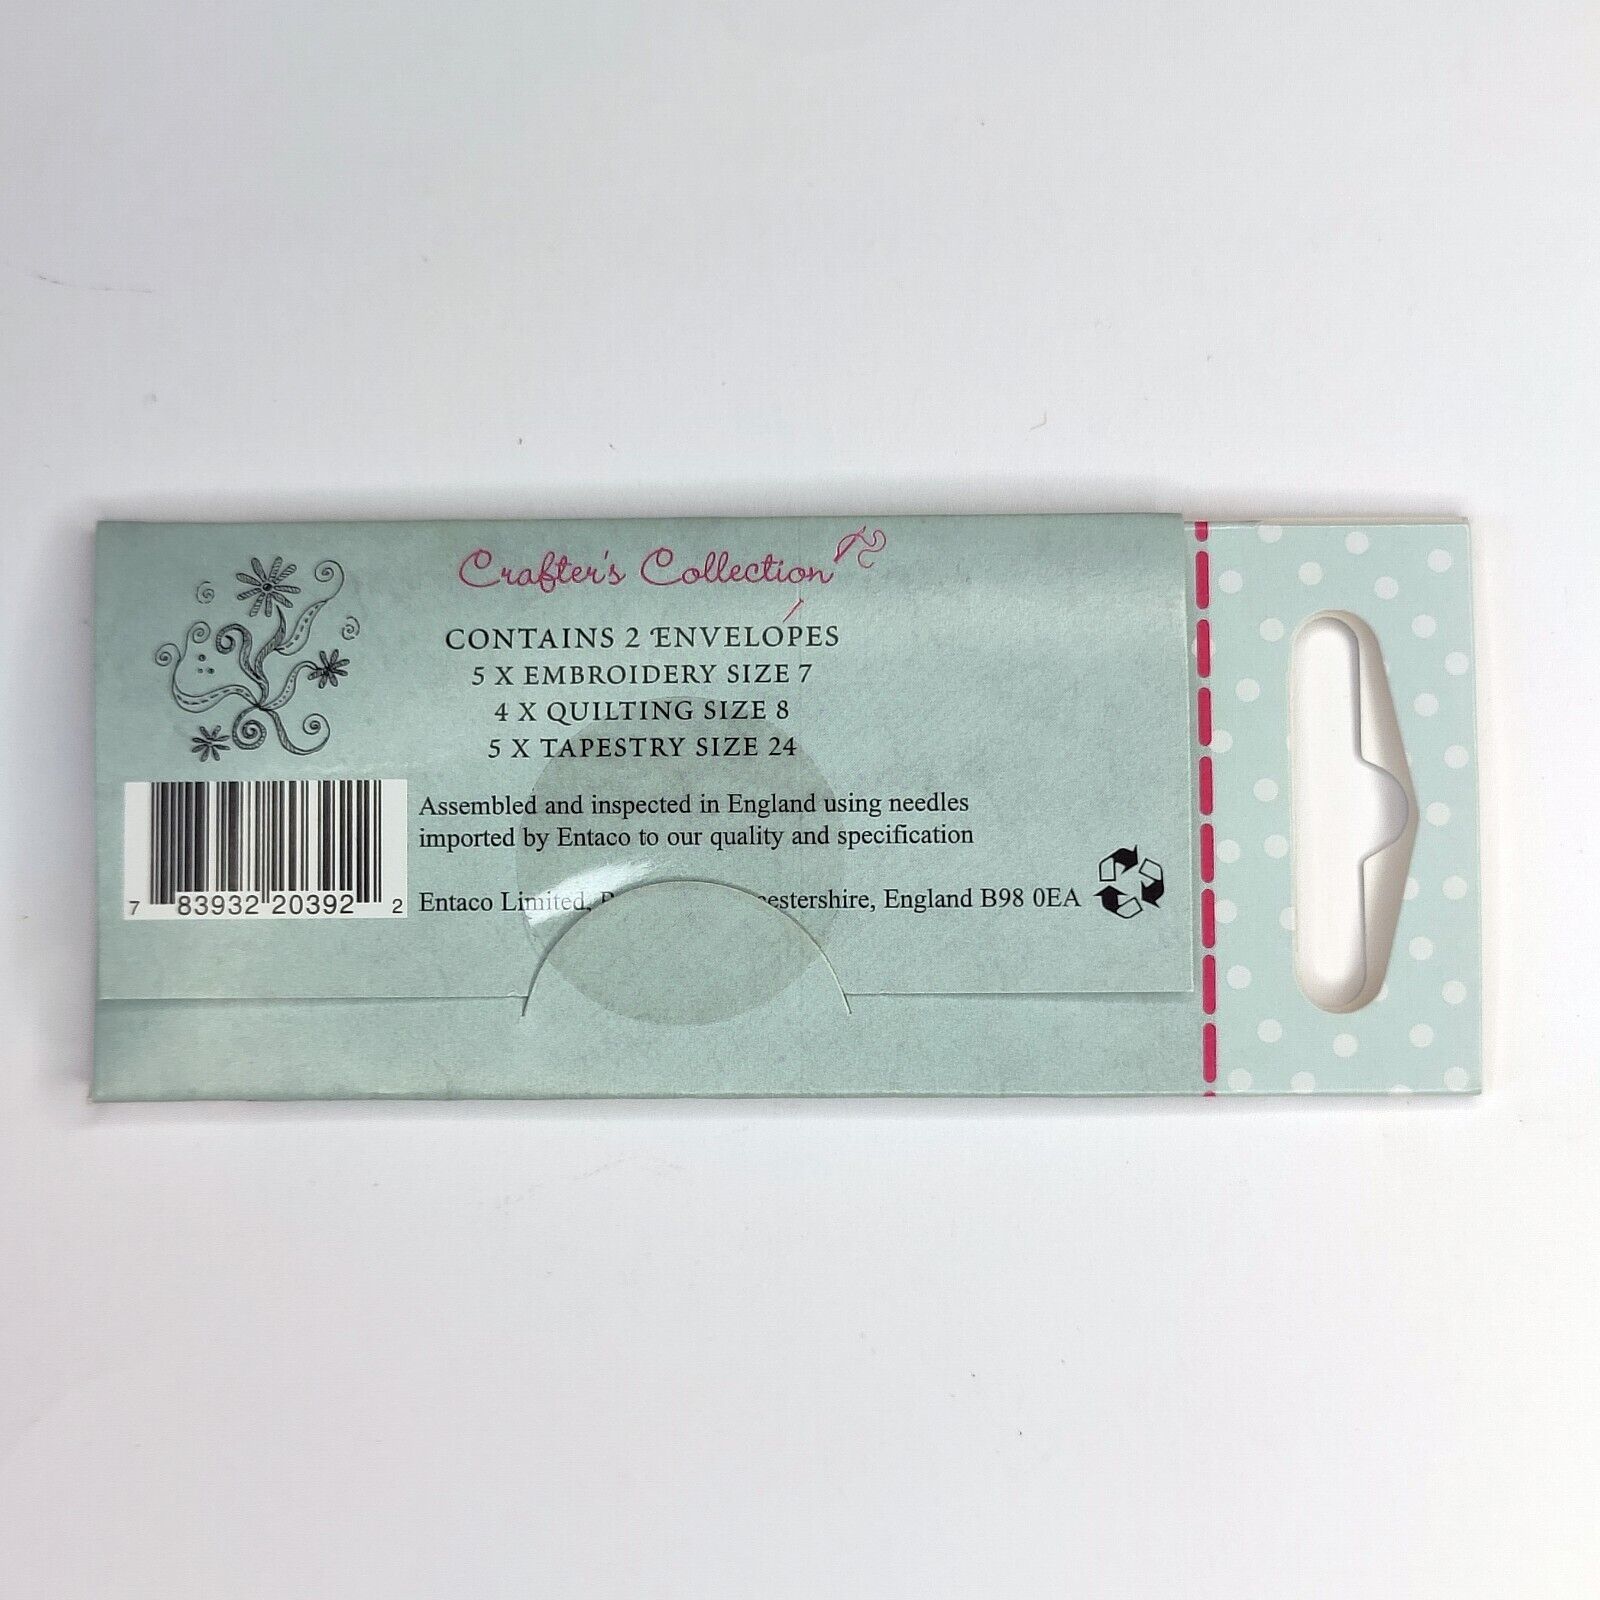 Crafter's Collection
CONTAINS 2 ENVELOPES
5 X EMBROIDERY SIZE 7
4 X QUILTING SIZE 8
5 X TAPESTRY SIZE 24
Assembled and inspected in England using needles
imported by Entaco to our quality and specification
Entaco Limited, England B98 0EA
7 83932 20392 2